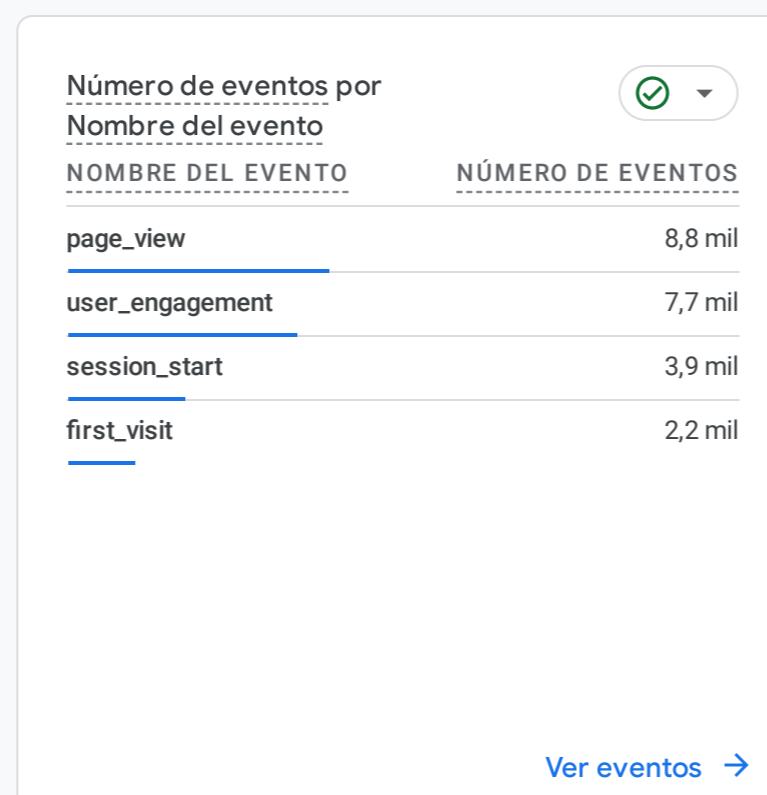 Número de eventos por
Nombre del evento
NOMBRE DEL EVENTO NÚMERO DE EVENTOS
page_view 8,8 mil
user_engagement 7,7 mil
session_start 3,9 mil
first_visit 2,2 mil
Ver eventos